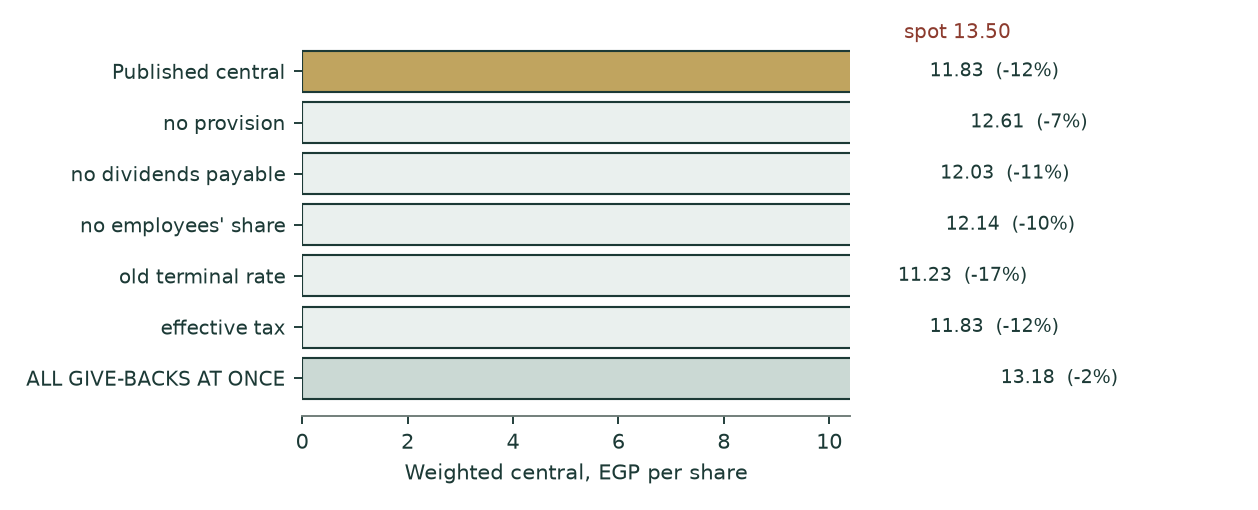 spot 13.50
Published central 11.83 (-12%)
no provision 12.61 (-7%)
no dividends payable 12.03 (-11%)
no employees' share 12.14 (-10%)
old terminal rate 11.23 (-17%)
effective tax 11.83 (-12%)
ALL GIVE-BACKS AT ONCE 13.18 (-2%)
0 2 4 6 8 10
Weighted central, EGP per share